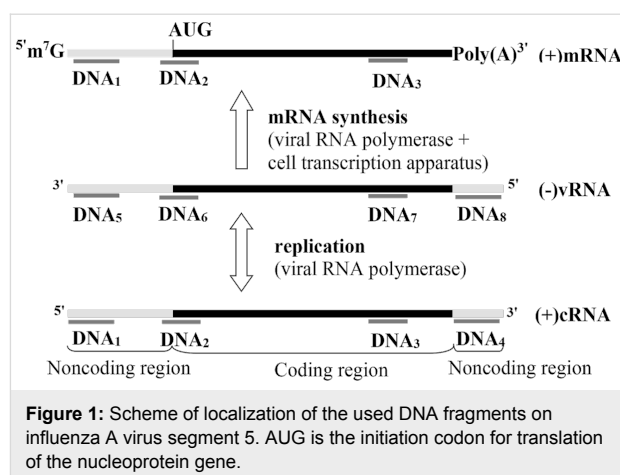 AUG
5'm⁷G Poly(A)³' (+)mRNA
DNA₁ DNA₂ DNA₃
mRNA synthesis
(viral RNA polymerase +
cell transcription apparatus)
3' 5' (-)vRNA
DNA₅ DNA₆ DNA₇ DNA₈
replication
(viral RNA polymerase)
5' 3' (+)cRNA
DNA₁ DNA₂ DNA₃ DNA₄
Noncoding region Coding region Noncoding region
Figure 1: Scheme of localization of the used DNA fragments on
influenza A virus segment 5. AUG is the initiation codon for translation
of the nucleoprotein gene.